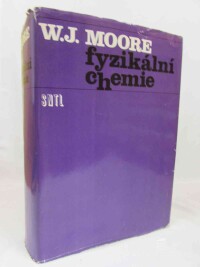 W.J. MOORE
fyzikální
chemie
SNTL